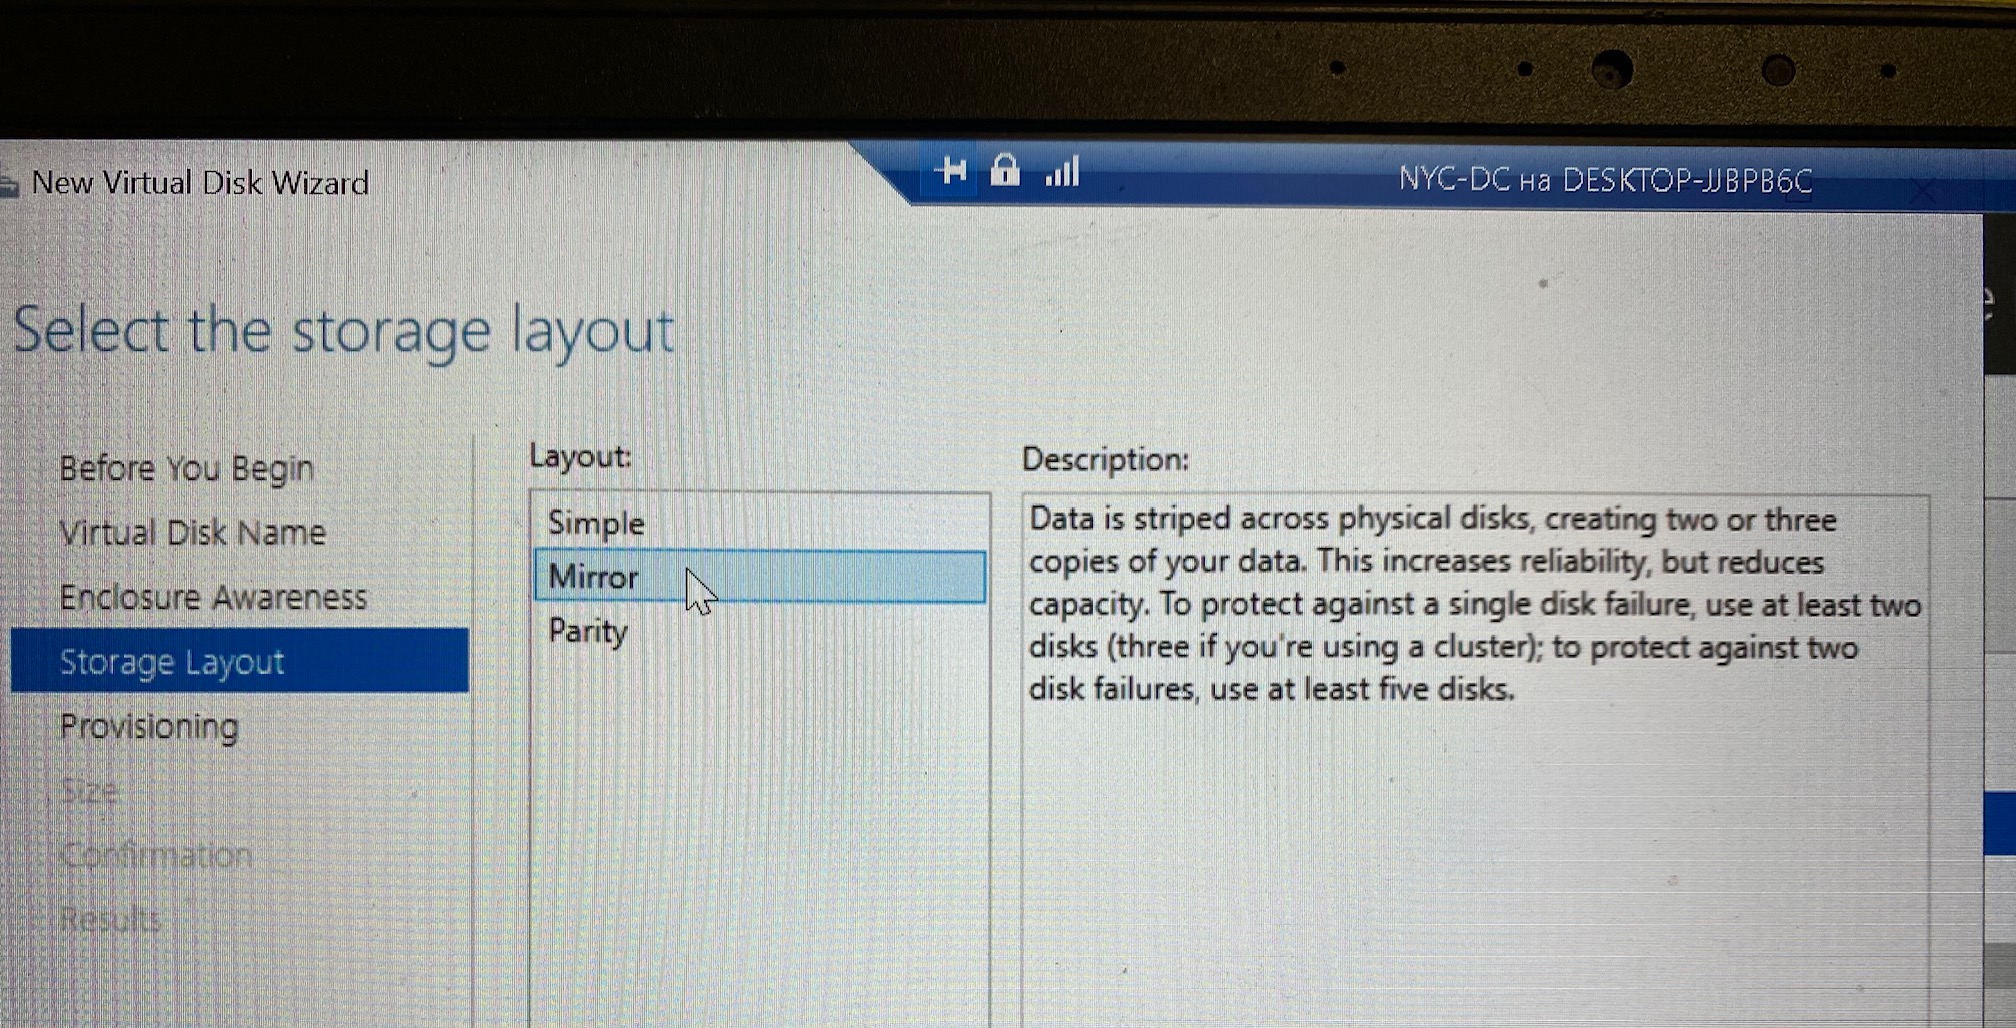 New Virtual Disk Wizard
NYC-DC на DESKTOP-JJBPB6C
Select the storage layout
Before You Begin
Virtual Disk Name
Enclosure Awareness
Storage Layout
Provisioning
Size
Confirmation
Results
Layout:
Simple
Mirror
Parity
Description:
Data is striped across physical disks, creating two or three
copies of your data. This increases reliability, but reduces
capacity. To protect against a single disk failure, use at least two
disks (three if you're using a cluster); to protect against two
disk failures, use at least five disks.